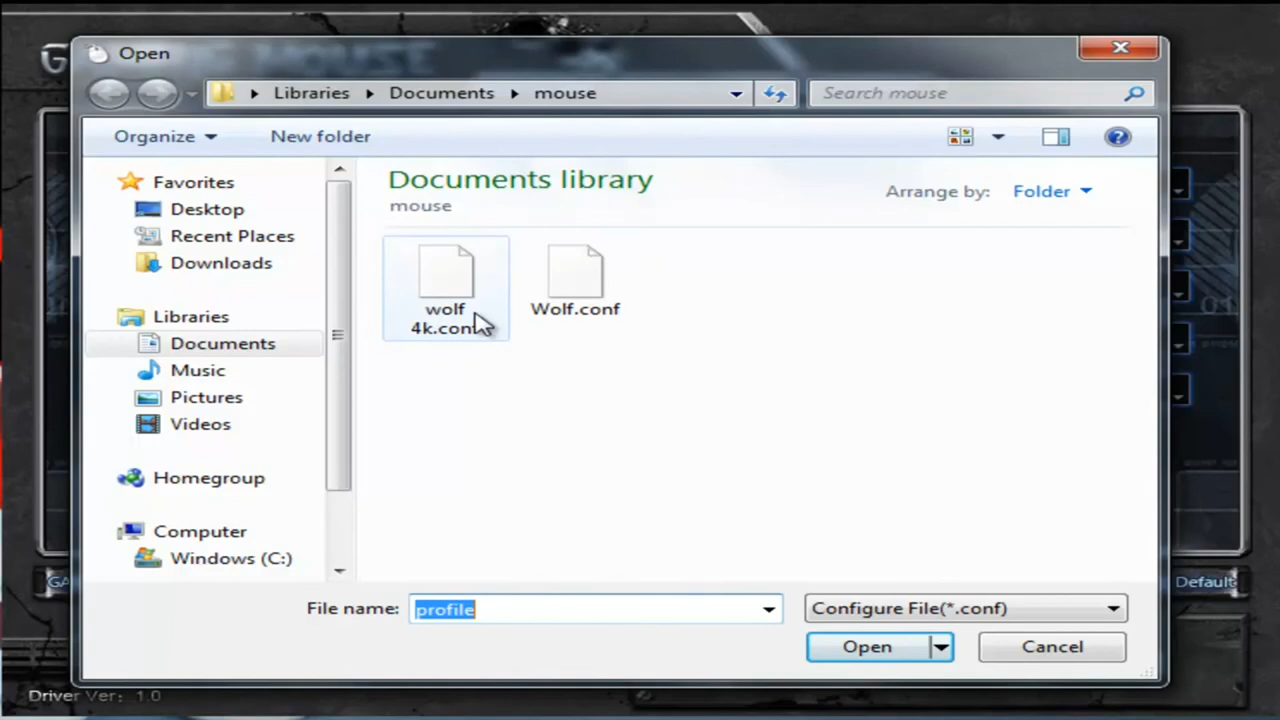 Open
Libraries
Documents
mouse
Search mouse
Organize
New folder
Favorites
Desktop
Recent Places
Downloads
Libraries
Documents
Music
Pictures
Videos
Homegroup
Computer
Windows (C:)
Documents library
mouse
Arrange by: Folder
wolf
4k.conf
Wolf.conf
File name: profile
Configure File(*.conf)
Open
Cancel
MOUSE
Default
Driver Ver: 1.0